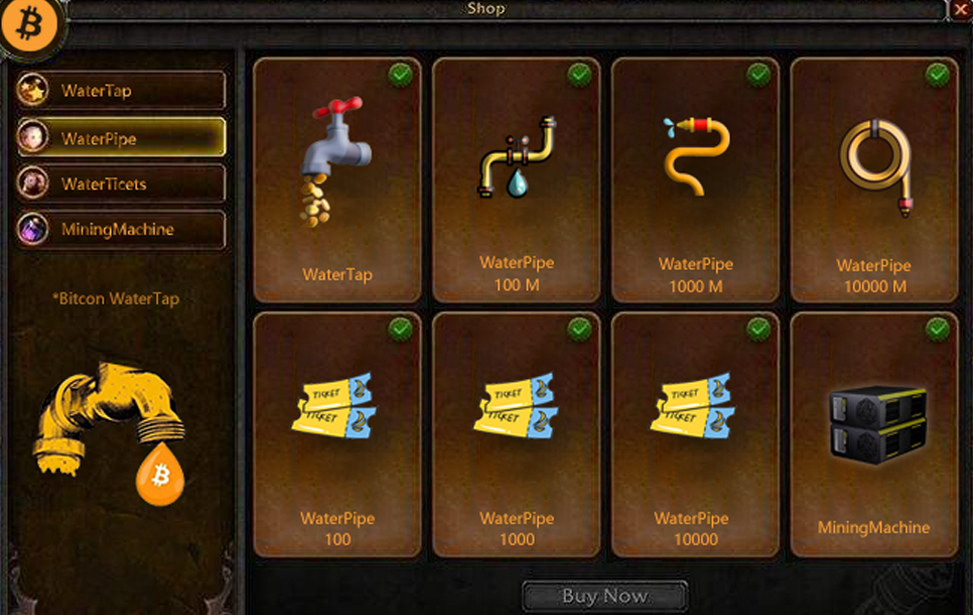 Shop
WaterTap
WaterPipe
WaterTicets
MiningMachine
*Bitcon WaterTap
WaterTap
WaterPipe
100 M
WaterPipe
1000 M
WaterPipe
10000 M
TICKET
TICKET
WaterPipe
100
TICKET
TICKET
WaterPipe
1000
TICKET
TICKET
WaterPipe
10000
MiningMachine
Buy Now